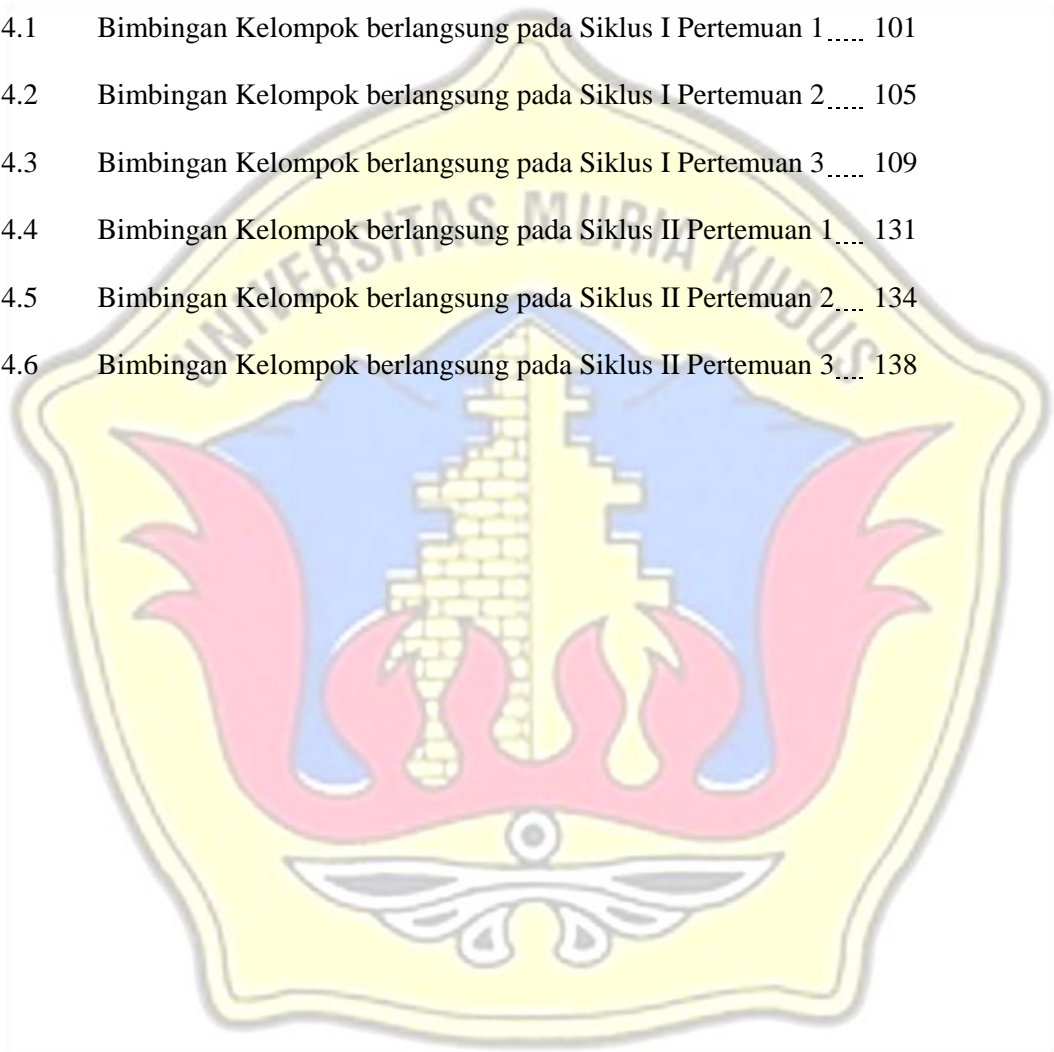 4.1 Bimbingan Kelompok berlangsung pada Siklus I Pertemuan 1..... 101
4.2 Bimbingan Kelompok berlangsung pada Siklus I Pertemuan 2..... 105
4.3 Bimbingan Kelompok berlangsung pada Siklus I Pertemuan 3..... 109
4.4 Bimbingan Kelompok berlangsung pada Siklus II Pertemuan 1.... 131
4.5 Bimbingan Kelompok berlangsung pada Siklus II Pertemuan 2.... 134
4.6 Bimbingan Kelompok berlangsung pada Siklus II Pertemuan 3.... 138
UNIVERSITAS MURIA KUDUS